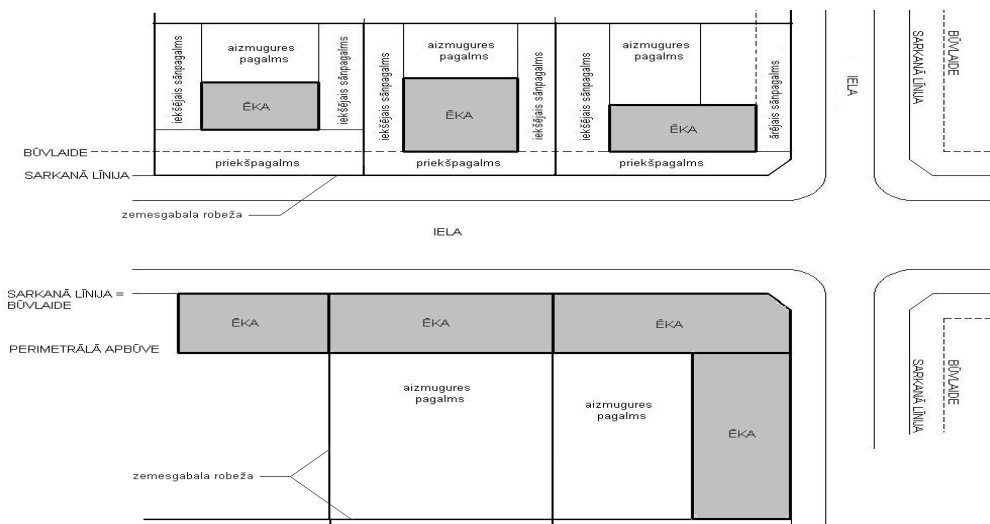 iekšējais sānpagalms
aizmugures
pagalms
iekšējais sānpagalms
iekšējais sānpagalms
aizmugures
pagalms
iekšējais sānpagalms
iekšējais sānpagalms
aizmugures
pagalms
ārējais sānpagalms
ĒKA
ĒKA
ĒKA
BŪVLAIDE
priekšpagalms
priekšpagalms
priekšpagalms
SARKANĀ LĪNIJA
zemesgabala robeža
IELA
IELA
SARKANĀ LĪNIJA
BŪVLAIDE
SARKANĀ LĪNIJA =
BŪVLAIDE
ĒKA
ĒKA
ĒKA
PERIMETRĀLĀ APBŪVE
aizmugures
pagalms
aizmugures
pagalms
ĒKA
zemesgabala robeža
SARKANĀ LĪNIJA
BŪVLAIDE